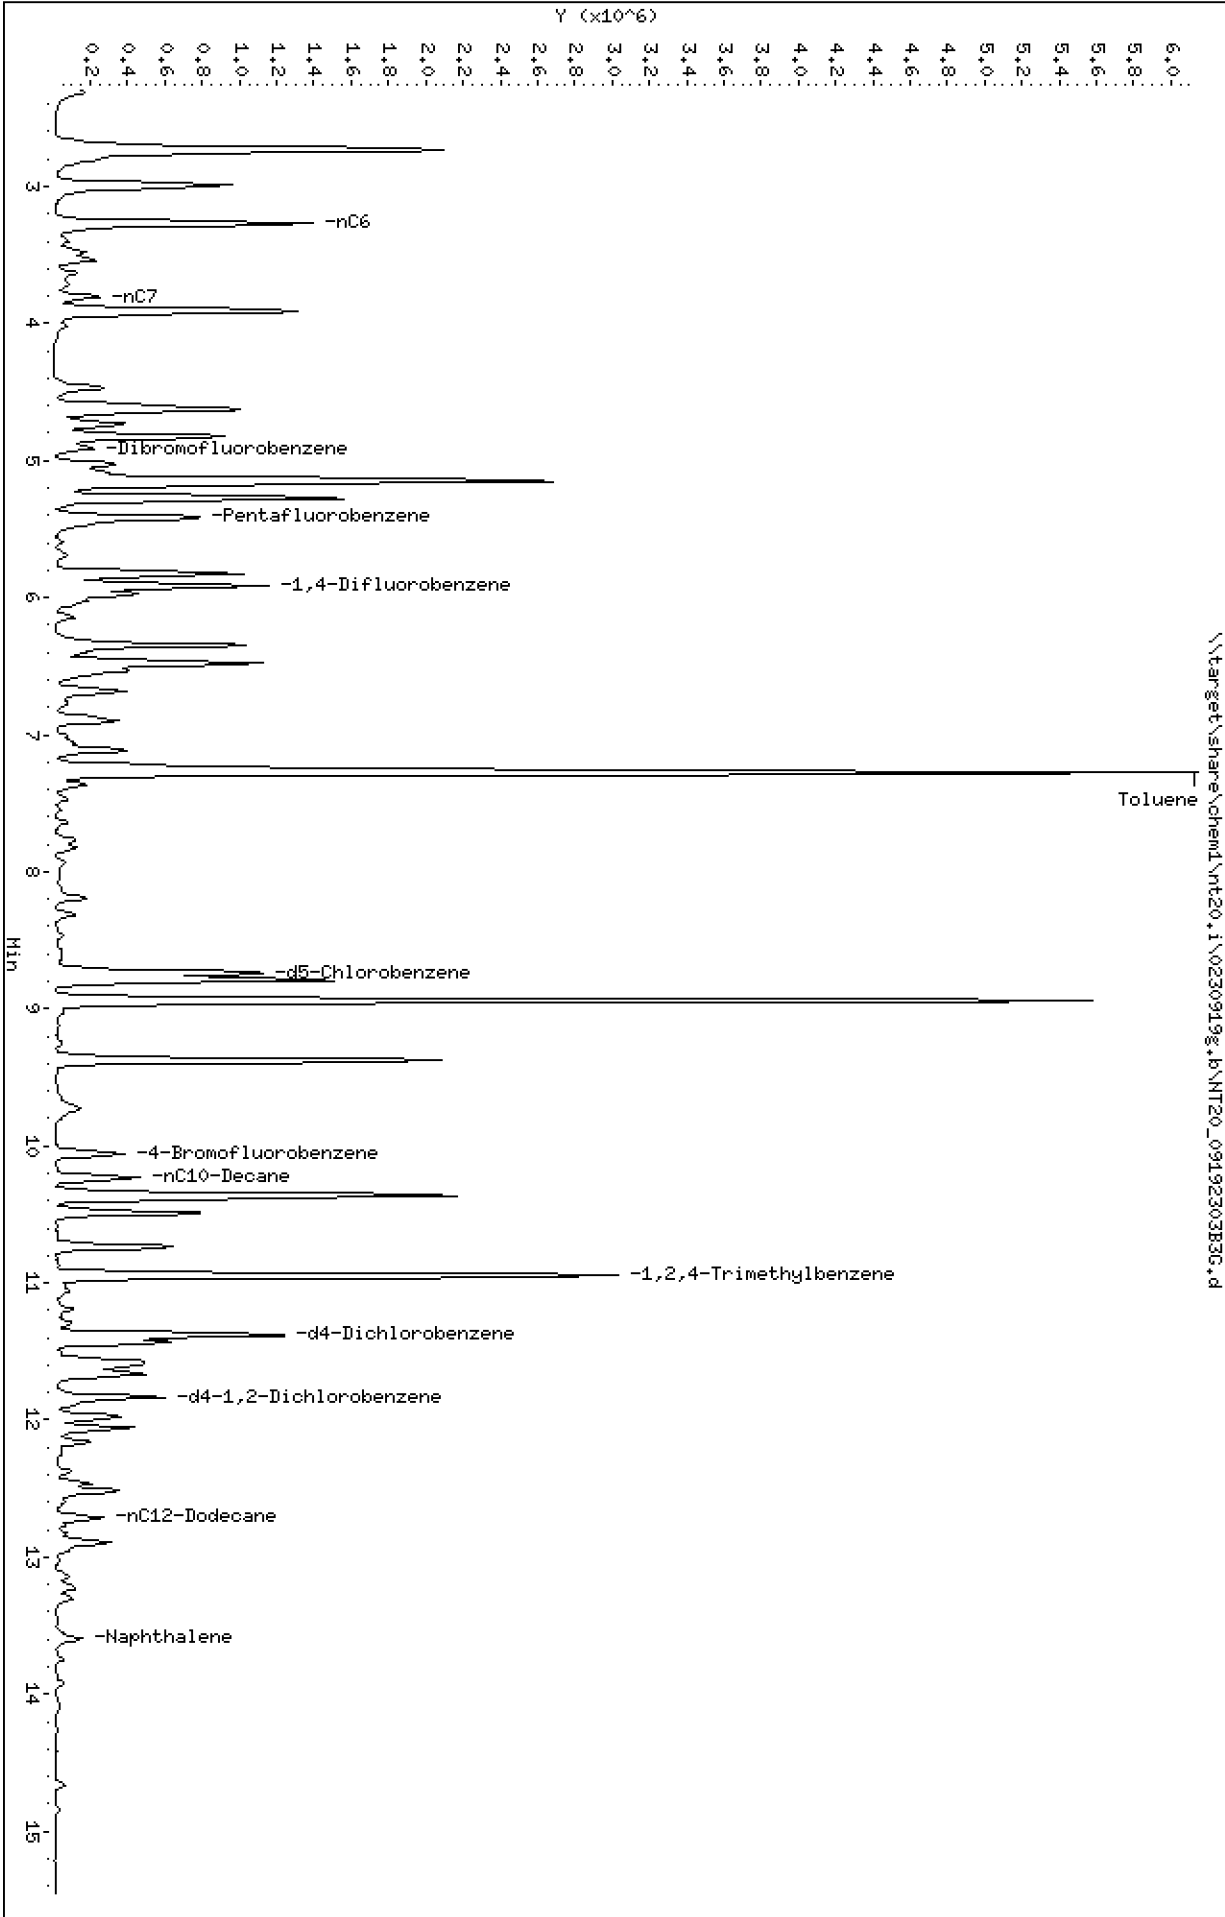 \\target\share\chem1\nt20.i\0230919g.b\NT20_09192303B3G.d
Y (x10^6)
0.2
0.4
0.6
0.8
1.0
1.2
1.4
1.6
1.8
2.0
2.2
2.4
2.6
2.8
3.0
3.2
3.4
3.6
3.8
4.0
4.2
4.4
4.6
4.8
5.0
5.2
5.4
5.6
5.8
6.0
-nC6
-nC7
-Dibromofluorobenzene
-Pentafluorobenzene
-1,4-Difluorobenzene
Toluene
-d5-Chlorobenzene
-4-Bromofluorobenzene
-nC10-Decane
-1,2,4-Trimethylbenzene
-d4-Dichlorobenzene
-d4-1,2-Dichlorobenzene
-nC12-Dodecane
-Naphthalene
3
4
5
6
7
8
9
10
11
12
13
14
15
Min